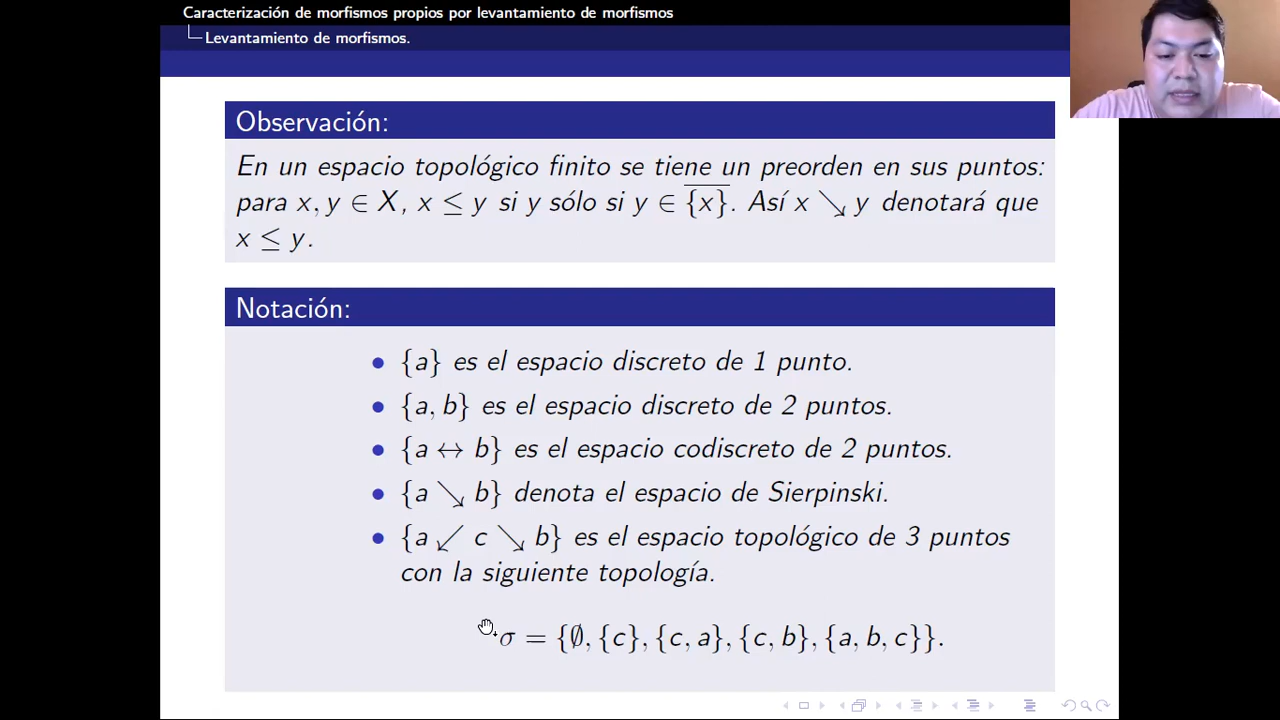 Caracterización de morfismos propios por levantamiento de morfismos
Levantamiento de morfismos.
Observación:
En un espacio topológico finito se tiene un preorden en sus puntos:
para x, y ∈ X, x ≤ y si y sólo si y ∈ \overline{{x}}. Así x ↘ y denotará que
x ≤ y.
Notación:
• {a} es el espacio discreto de 1 punto.
• {a, b} es el espacio discreto de 2 puntos.
• {a ↔ b} es el espacio codiscreto de 2 puntos.
• {a ↘ b} denota el espacio de Sierpinski.
• {a ↙ c ↘ b} es el espacio topológico de 3 puntos
con la siguiente topología.
σ = {∅, {c}, {c, a}, {c, b}, {a, b, c}}.